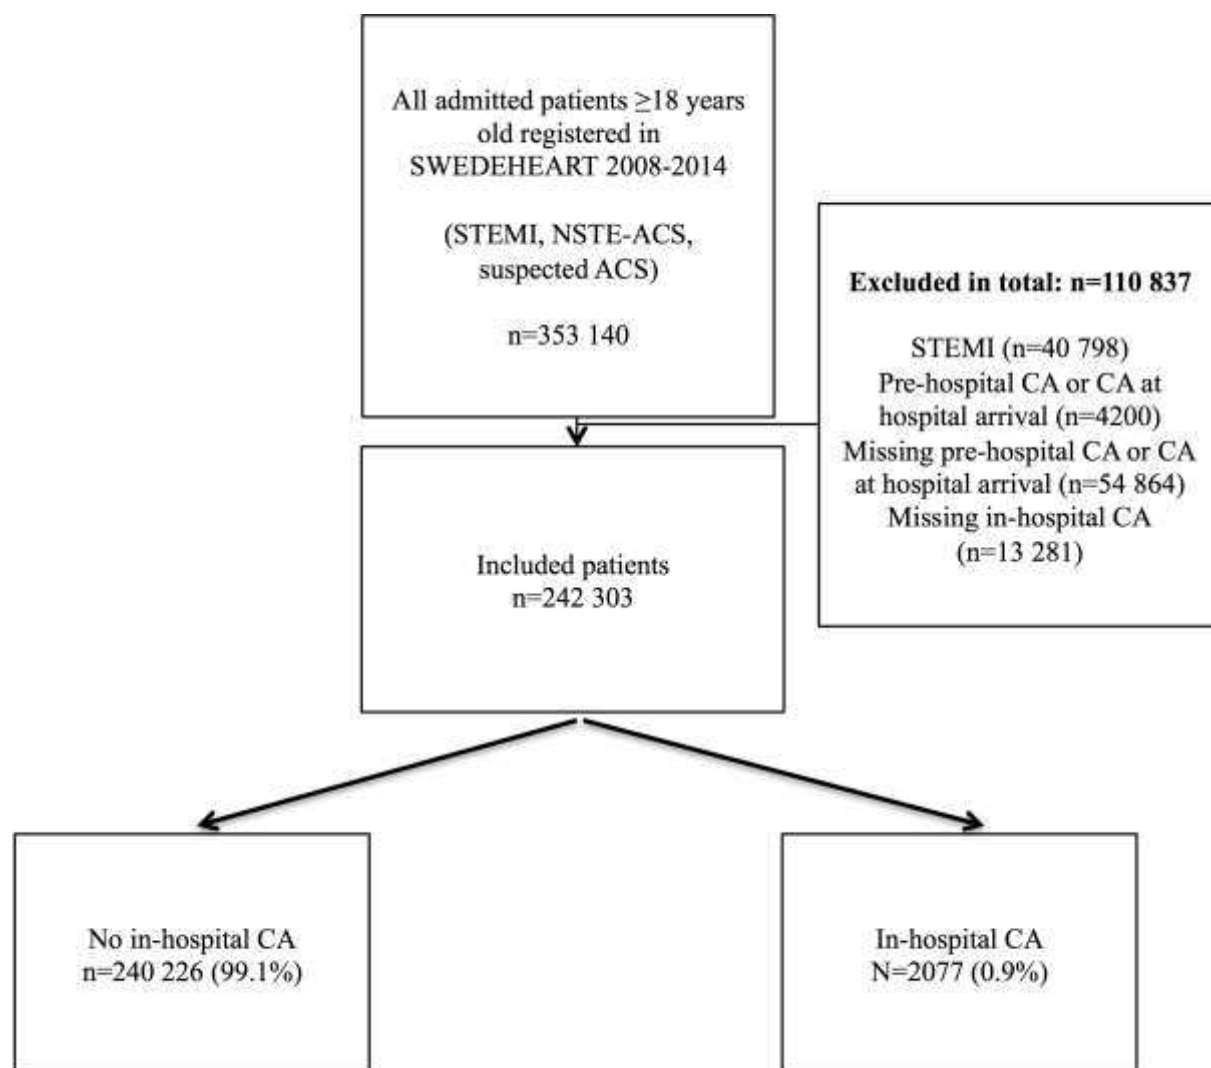 All admitted patients ≥18 years
old registered in
SWEDEHEART 2008-2014
(STEMI, NSTE-ACS,
suspected ACS)
n=353 140
Excluded in total: n=110 837
STEMI (n=40 798)
Pre-hospital CA or CA at
hospital arrival (n=4200)
Missing pre-hospital CA or CA
at hospital arrival (n=54 864)
Missing in-hospital CA
(n=13 281)
Included patients
n=242 303
No in-hospital CA
n=240 226 (99.1%)
In-hospital CA
N=2077 (0.9%)